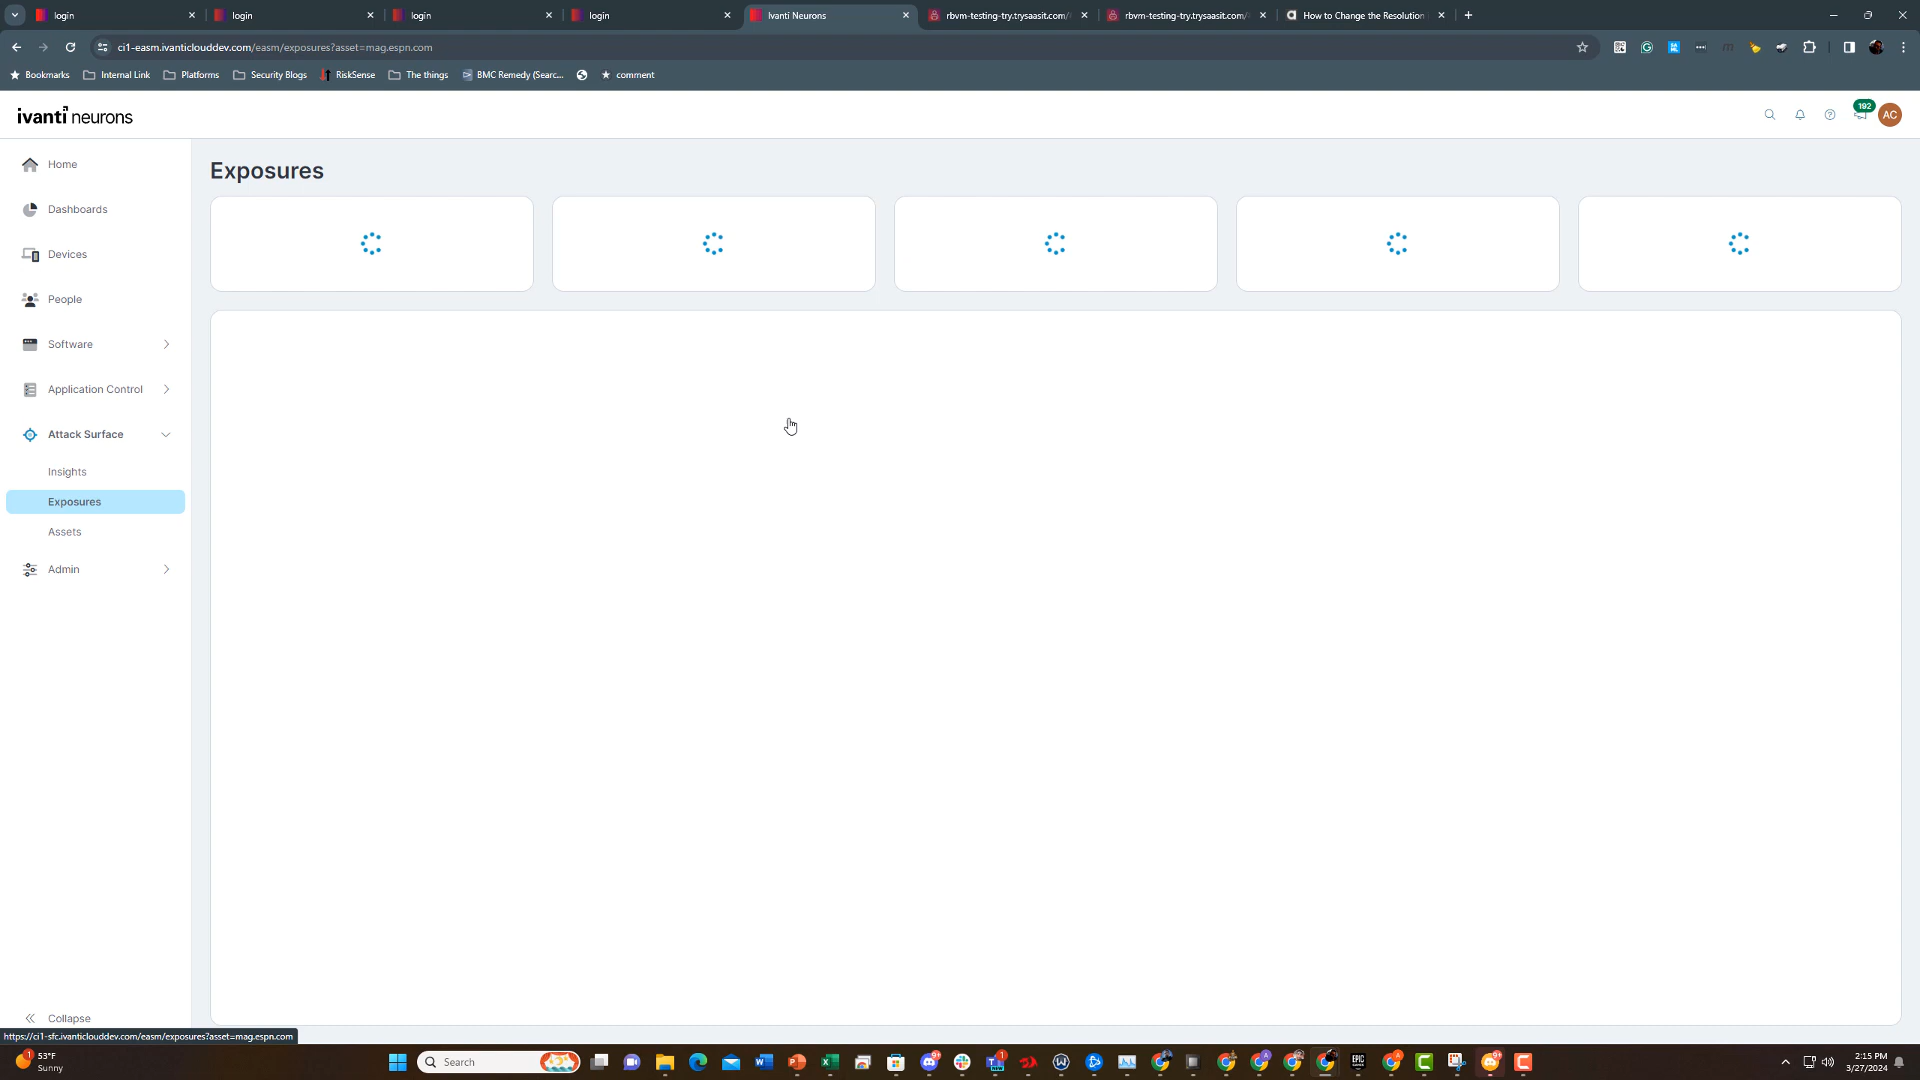 login
login
login
login
Ivanti Neurons
rbvm-testing-try.trysaasit.com/
rbvm-testing-try.trysaasit.com/
How to Change the Resolution
ci1-easm.ivanticlouddev.com/easm/exposures?asset=mag.espn.com
Bookmarks
Internal Link
Platforms
Security Blogs
RiskSense
The things
BMC Remedy (Searc...
comment
ivanti neurons
192
AC
Home
Exposures
Dashboards
Devices
People
Software
Application Control
Attack Surface
Insights
Exposures
Assets
Admin
Collapse
https://ci1-sfc.ivanticlouddev.com/easm/exposures?asset=mag.espn.com
53°F
Sunny
Search
2:15 PM
3/27/2024